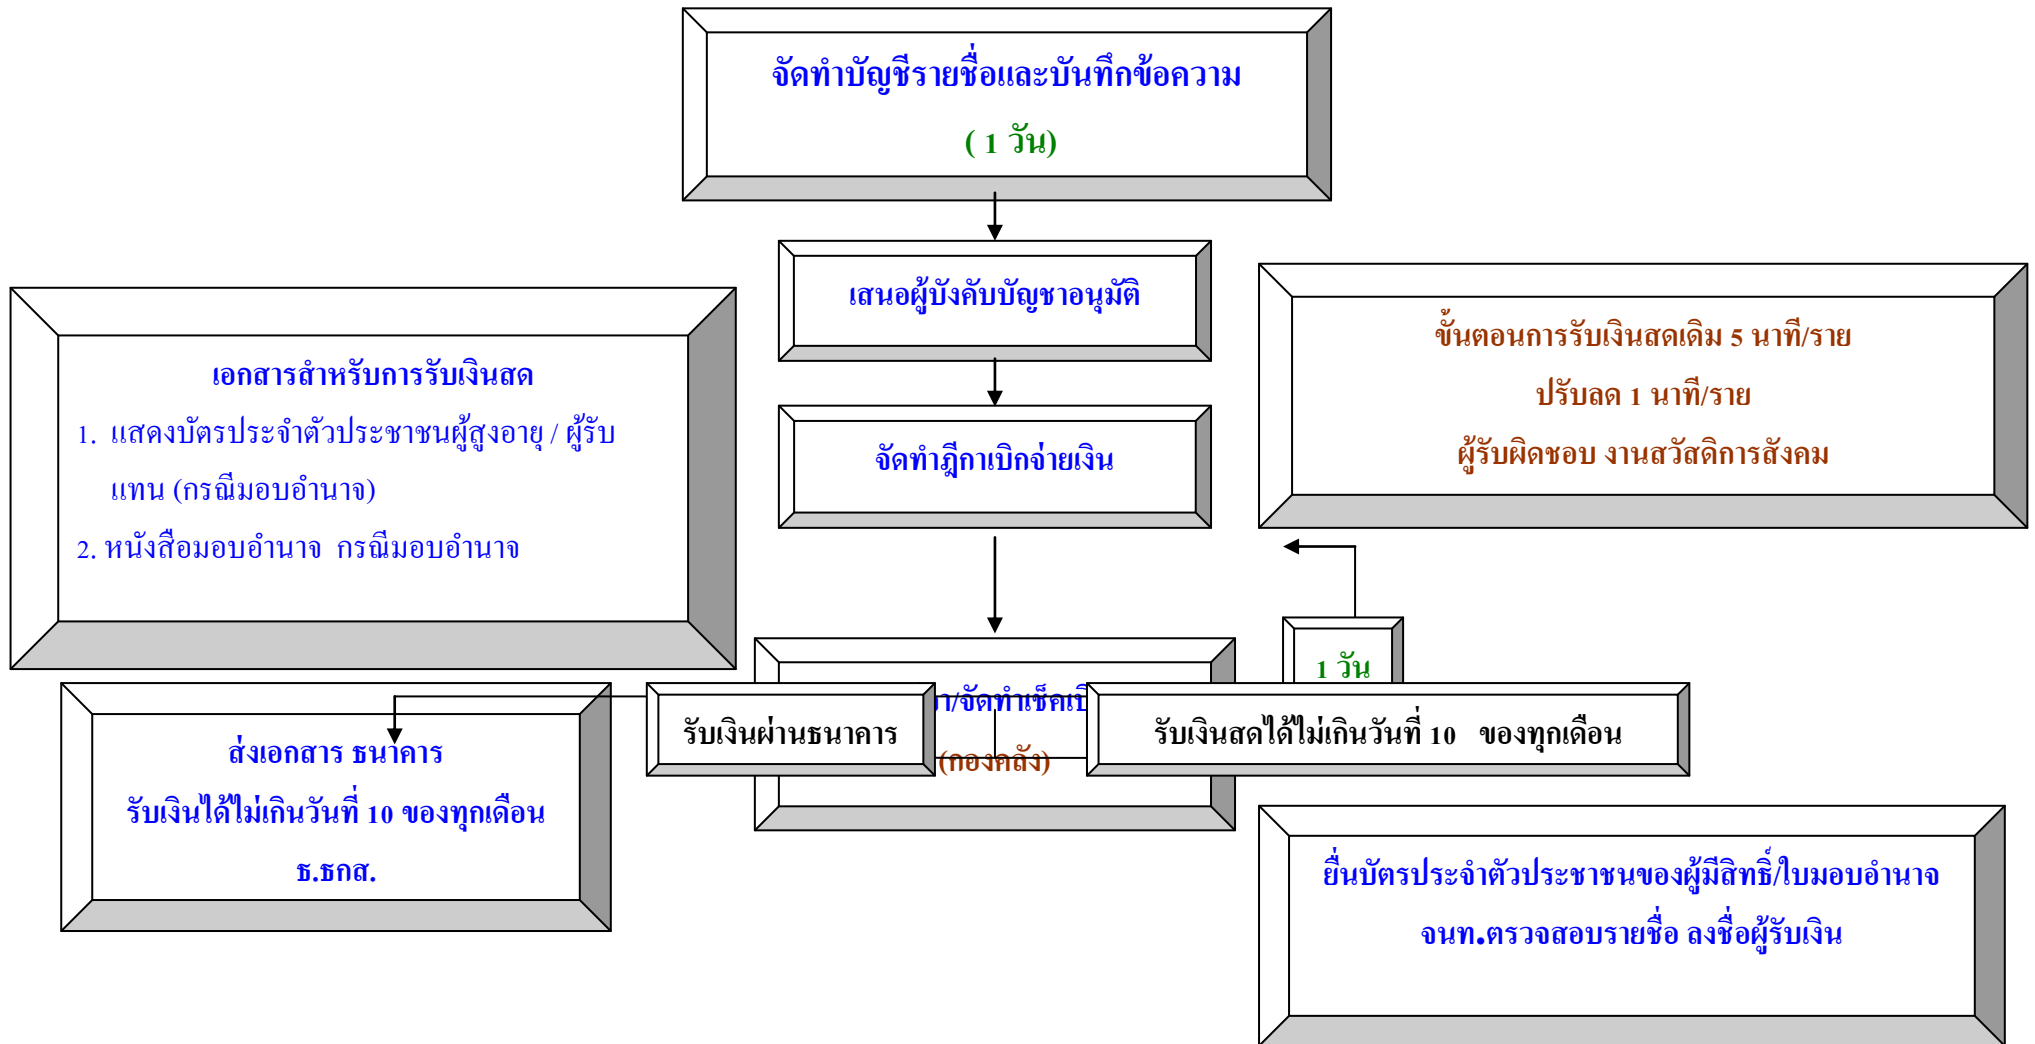 จัดทำบัญชีรายชื่อและบันทึกข้อความ
( 1 วัน)
เสนอผู้บังคับบัญชาอนุมัติ
จัดทำฎีกาเบิกจ่ายเงิน
เอกสารสำหรับการรับเงินสด
1. แสดงบัตรประจำตัวประชาชนผู้สูงอายุ / ผู้รับ
แทน (กรณีมอบอำนาจ)
2. หนังสือมอบอำนาจ กรณีมอบอำนาจ
ขั้นตอนการรับเงินสดเดิม 5 นาที/ราย
ปรับลด 1 นาที/ราย
ผู้รับผิดชอบ งานสวัสดิการสังคม
1 วัน
/จัดทำเช็ค
(กองคลัง)
รับเงินผ่านธนาคาร
รับเงินสดได้ไม่เกินวันที่ 10 ของทุกเดือน
ส่งเอกสาร ธนาคาร
รับเงินได้ไม่เกินวันที่ 10 ของทุกเดือน
ธ.ธกส.
ยื่นบัตรประจำตัวประชาชนของผู้มีสิทธิ์/ใบมอบอำนาจ
จนท.ตรวจสอบรายชื่อ ลงชื่อผู้รับเงิน